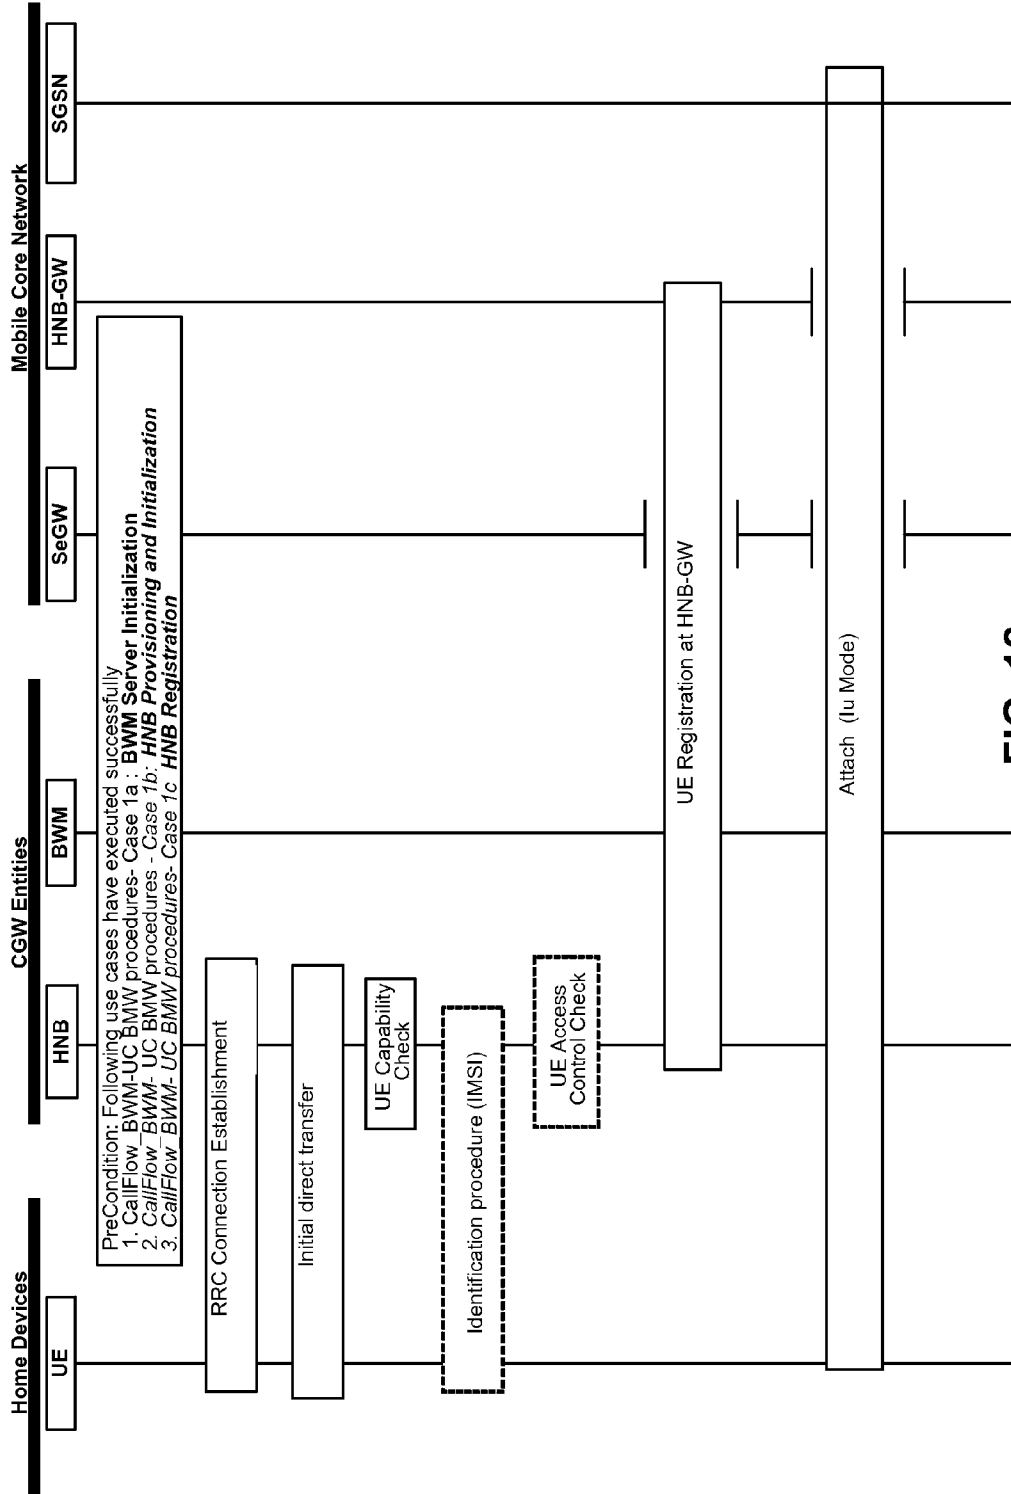 Home Devices
CGW Entities
Mobile Core Network
UE
HNB
BWM
SeGW
HNB-GW
SGSN
PreCondition: Following use cases have executed successfully
1. CallFlow_BWM-UC BMW procedures- Case 1a : BWM Server Initialization
2. CallFlow_BWM- UC BMW procedures - Case 1b: HNB Provisioning and Initialization
3. CallFlow_BWM- UC BMW procedures- Case 1c HNB Registration
RRC Connection Establishment
Initial direct transfer
UE Capability
Check
Identification procedure (IMSI)
UE Access
Control Check
UE Registration at HNB-GW
Attach (Iu Mode)